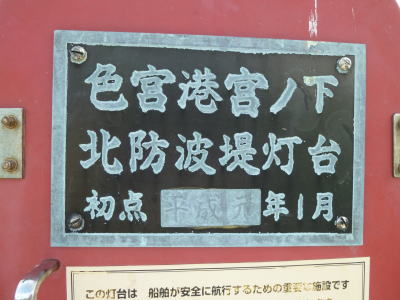 色宮港宮ノ下
北防波堤灯台
初点 平成元年1月
この灯台は 船舶が安全に航行するための重要な施設です